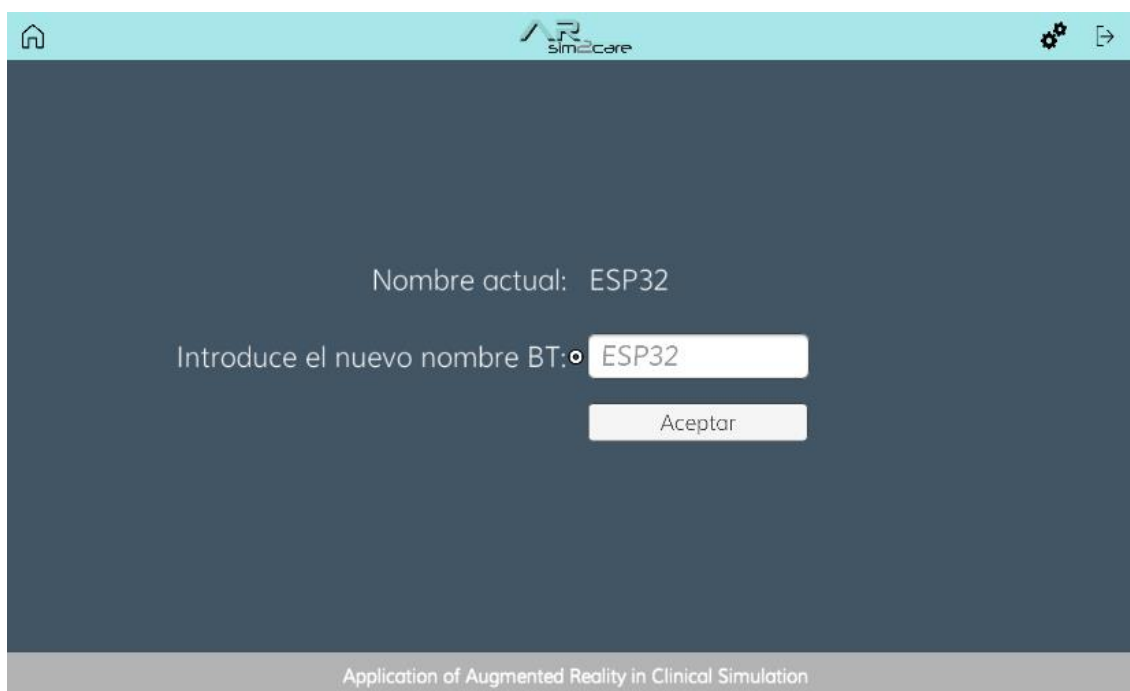 AR
sim2care
Nombre actual: ESP32
Introduce el nuevo nombre BT: ESP32
Aceptar
Application of Augmented Reality in Clinical Simulation